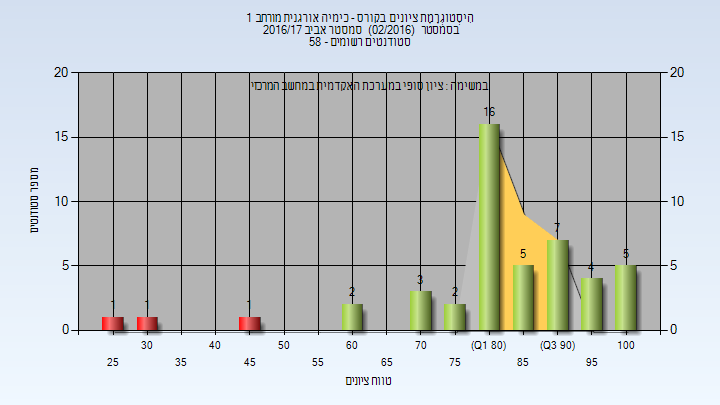 היסטוגרמת ציונים בקורס - כימיה אורגנית מורחב 1
בסמסטר (02/2016) סמסטר אביב 2016/17
סטודנטים רשומים - 58
במשימה : ציון סופי במערכת האקדמית במחשב המרכזי
מספר סטודנטים
20 20
15 15
10 10
5 5
0 0
1 1 1 2 3 2 16 5 7 4 5
30 40 50 60 70 (Q1 80) (Q3 90) 100
25 35 45 55 65 75 85 95
טווח ציונים